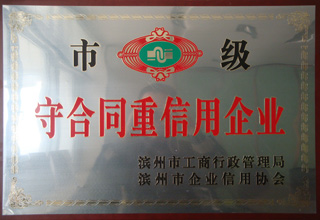 市级
守合同重信用企业
滨州市工商行政管理局
滨州市企业信用协会